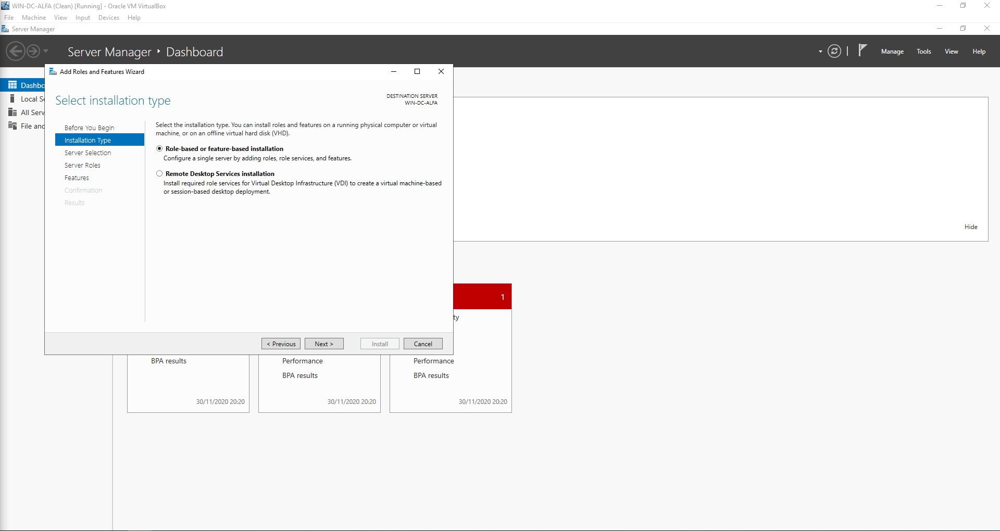 WIN-DC-ALFA (Clean) [Running] - Oracle VM VirtualBox
File Machine View Input Devices Help
Server Manager
Server Manager Dashboard
Manage Tools View Help
Add Roles and Features Wizard
Dashbo
Local Se
All Serv
File and
Select installation type
DESTINATION SERVER
WIN-DC-ALFA
Before You Begin
Installation Type
Server Selection
Server Roles
Features
Confirmation
Results
Select the installation type. You can install roles and features on a running physical computer or virtual
machine, or on an offline virtual hard disk (VHD).
Role-based or feature-based installation
Configure a single server by adding roles, role services, and features.
Remote Desktop Services installation
Install required role services for Virtual Desktop Infrastructure (VDI) to create a virtual machine-based
or session-based desktop deployment.
Hide
1
ty
< Previous Next > Install Cancel
BPA results
30/11/2020 20:20
Performance
BPA results
30/11/2020 20:20
Performance
BPA results
30/11/2020 20:20